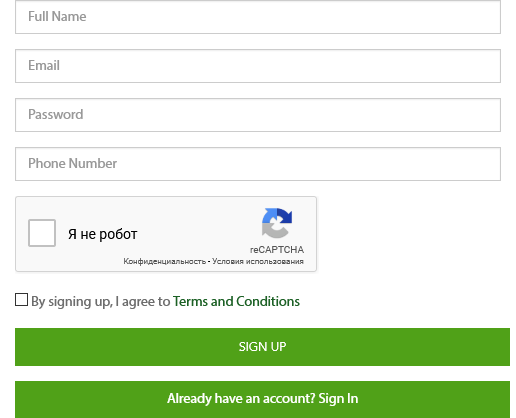 Full Name
Email
Password
Phone Number
Я не робот
reCAPTCHA
Конфиденциальность - Условия использования
By signing up, I agree to Terms and Conditions
SIGN UP
Already have an account? Sign In